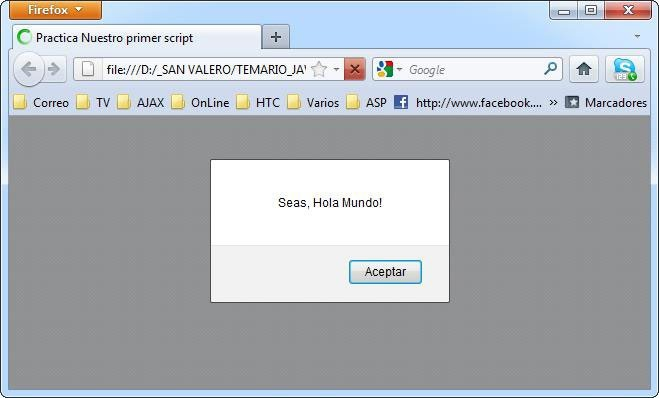 Firefox
Practica Nuestro primer script
file:///D:/_SAN VALERO/TEMARIO_JA
Google
Correo TV AJAX OnLine HTC Varios ASP http://www.facebook.... » Marcadores
Seas, Hola Mundo!
Aceptar